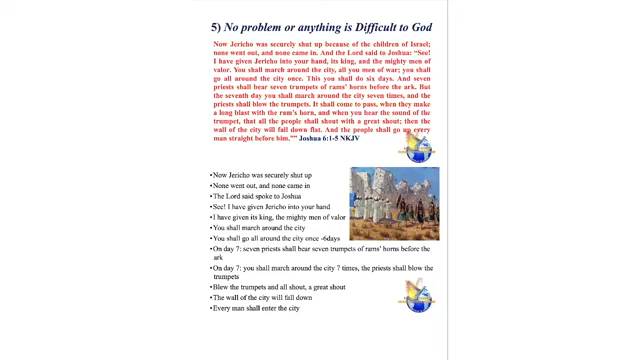 5) No problem or anything is Difficult to God
Now Jericho was securely shut up because of the children of Israel;
none went out, and none came in. And the Lord said to Joshua: “See!
I have given Jericho into your hand, its king, and the mighty men of
valor. You shall march around the city, all you men of war; you shall
go all around the city once. This you shall do six days. And seven
priests shall bear seven trumpets of rams’ horns before the ark. But
the seventh day you shall march around the city seven times, and the
priests shall blow the trumpets. It shall come to pass, when they make
a long blast with the ram’s horn, and when you hear the sound of the
trumpet, that all the people shall shout with a great shout; then the
wall of the city will fall down flat. And the people shall go up every
man straight before him.”” Joshua 6:1-5 NKJV
•Now Jericho was securely shut up
•None went out, and none came in
•The Lord said spoke to Joshua
•See! I have given Jericho into your hand
•I have given its king, the mighty men of valor
•You shall march around the city
•You shall go all around the city once -6days
•On day 7: seven priests shall bear seven trumpets of rams’ horns before the
ark
•On day 7: you shall march around the city 7 times, the priests shall blow the
trumpets
•Blew the trumpets and all shout, a great shout
•The wall of the city will fall down
•Every man shall enter the city